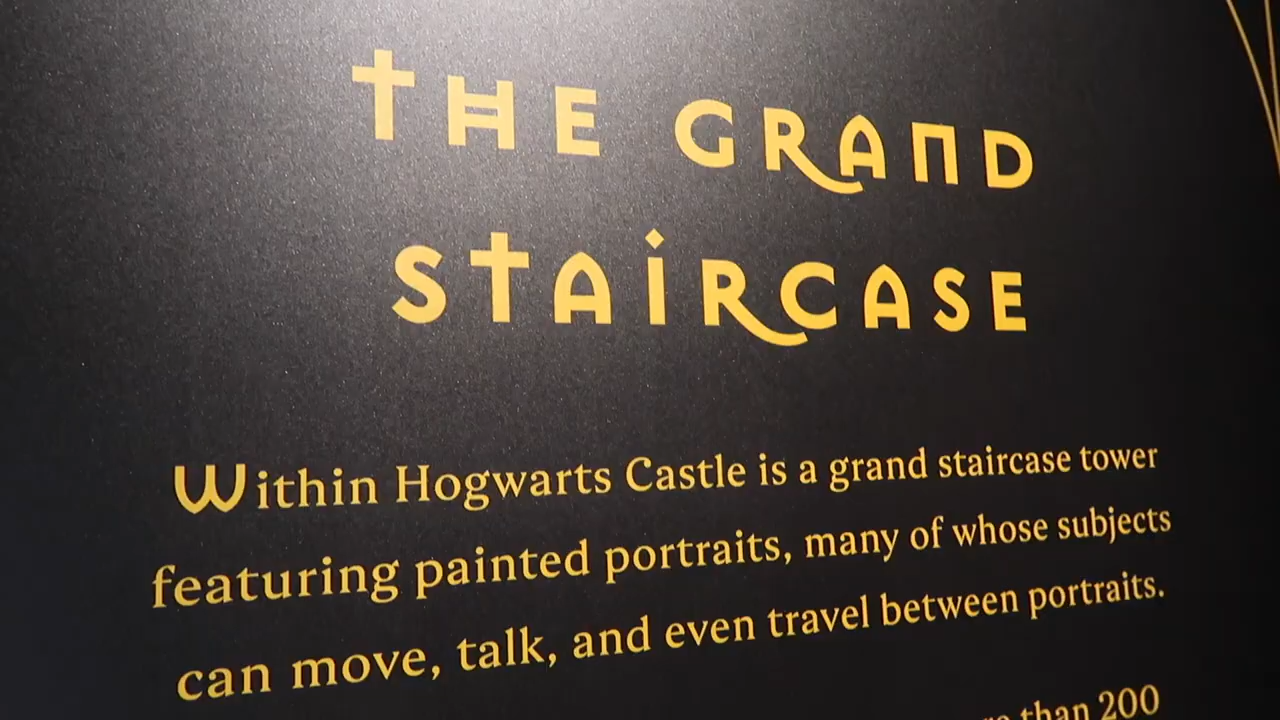 THE GRAND
STAIRCASE
Within Hogwarts Castle is a grand staircase tower
featuring painted portraits, many of whose subjects
can move, talk, and even travel between portraits.
than 200